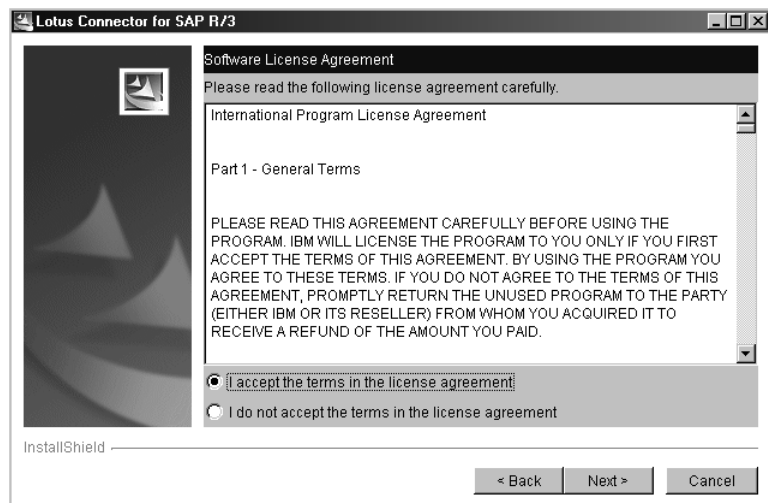 Lotus Connector for SAP R/3
Software License Agreement
Please read the following license agreement carefully.
International Program License Agreement
Part 1 - General Terms
PLEASE READ THIS AGREEMENT CAREFULLY BEFORE USING THE
PROGRAM. IBM WILL LICENSE THE PROGRAM TO YOU ONLY IF YOU FIRST
ACCEPT THE TERMS OF THIS AGREEMENT. BY USING THE PROGRAM YOU
AGREE TO THESE TERMS. IF YOU DO NOT AGREE TO THE TERMS OF THIS
AGREEMENT, PROMPTLY RETURN THE UNUSED PROGRAM TO THE PARTY
(EITHER IBM OR ITS RESELLER) FROM WHOM YOU ACQUIRED IT TO
RECEIVE A REFUND OF THE AMOUNT YOU PAID.
I accept the terms in the license agreement
I do not accept the terms in the license agreement
InstallShield
< Back Next > Cancel